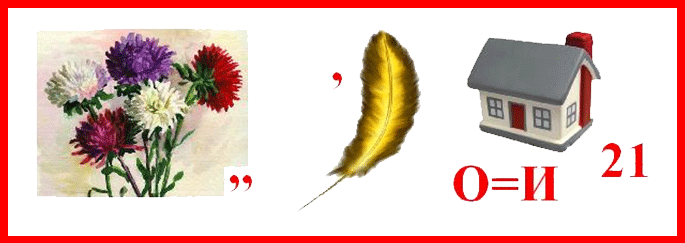 ,, ,
О=И 21